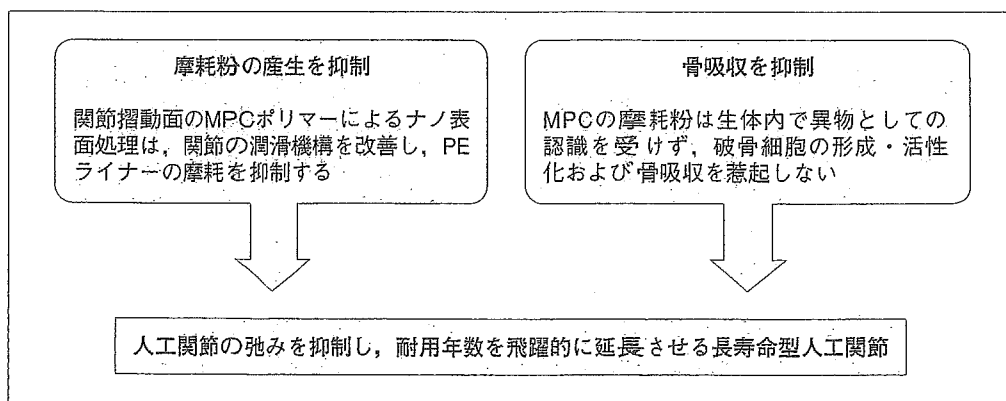 摩耗粉の産生を抑制
関節摺動面のMPCポリマーによるナノ表
面処理は，関節の潤滑機構を改善し，PE
ライナーの摩耗を抑制する
骨吸収を抑制
MPCの摩耗粉は生体内で異物としての
認識を受けず，破骨細胞の形成・活性
化および骨吸収を惹起しない
人工関節の弛みを抑制し，耐用年数を飛躍的に延長させる長寿命型人工関節